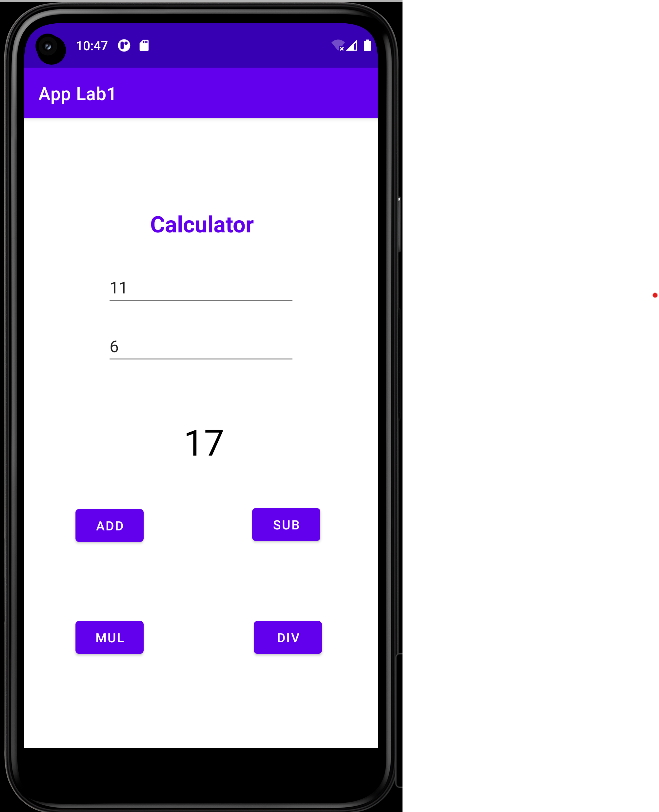 10:47
App Lab1
Calculator
11
6
17
ADD SUB
MUL DIV